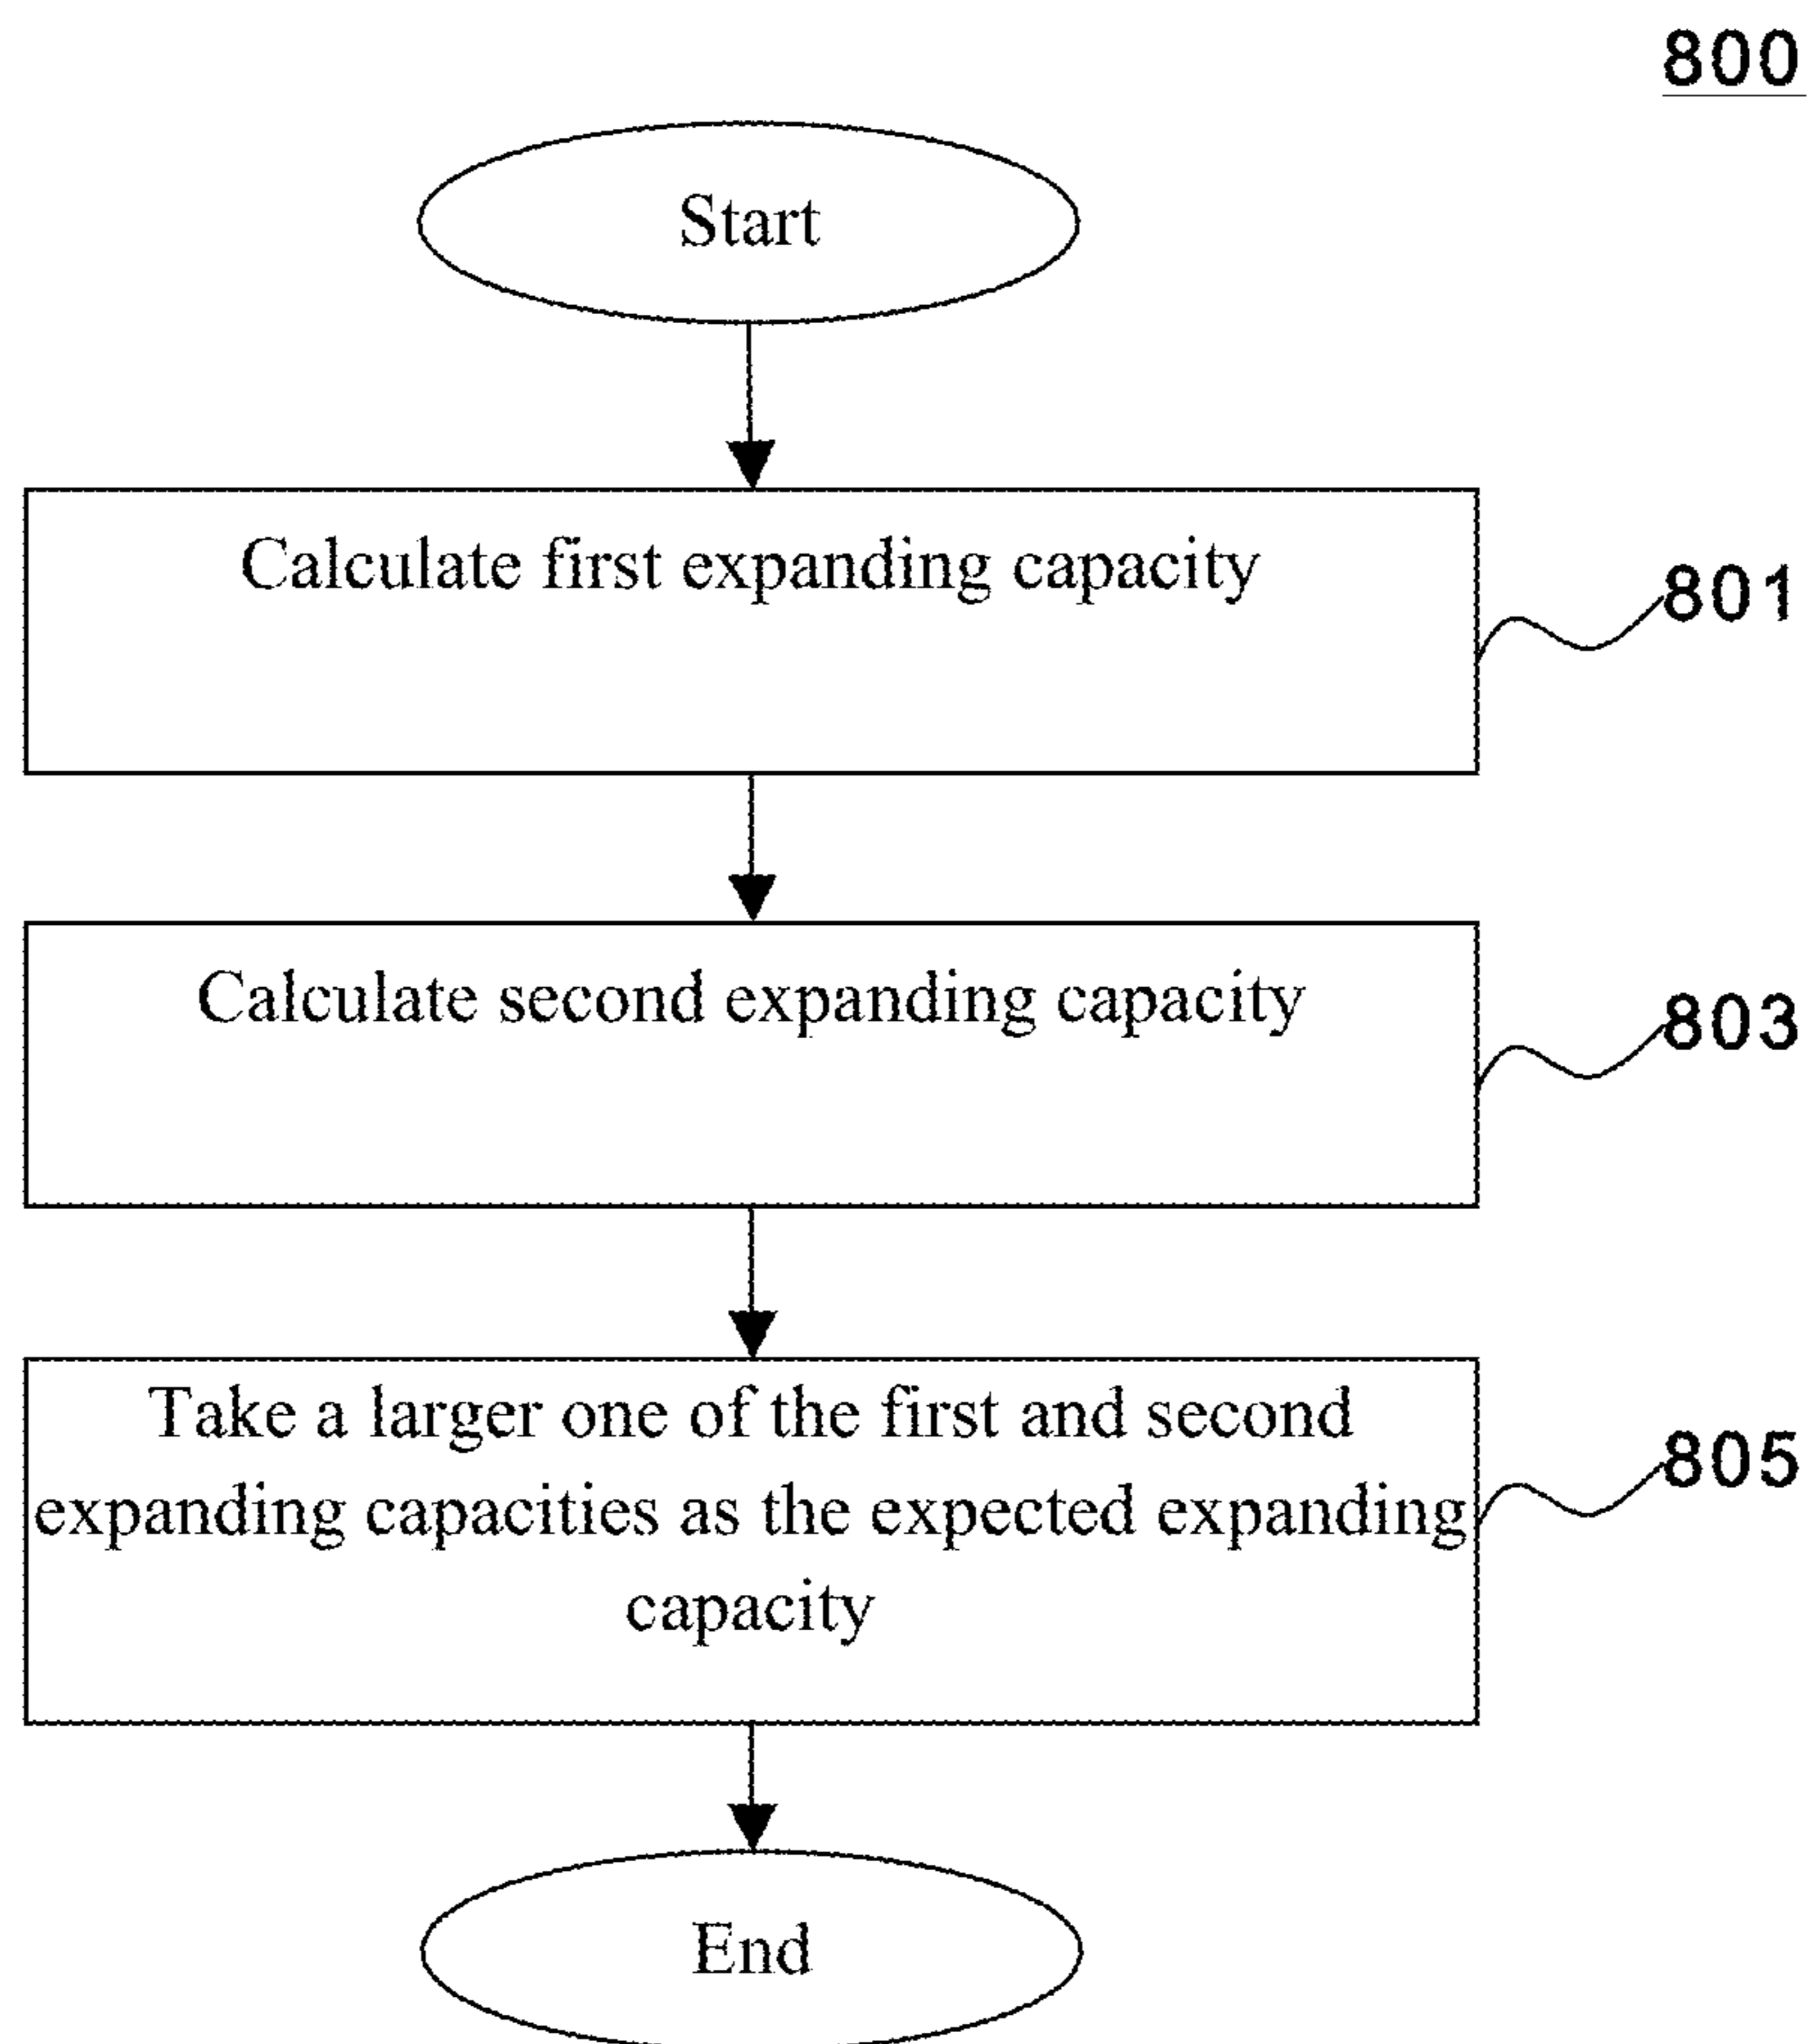 800
Start
Calculate first expanding capacity
801
Calculate second expanding capacity
803
Take a larger one of the first and second
expanding capacities as the expected expanding
capacity
805
End